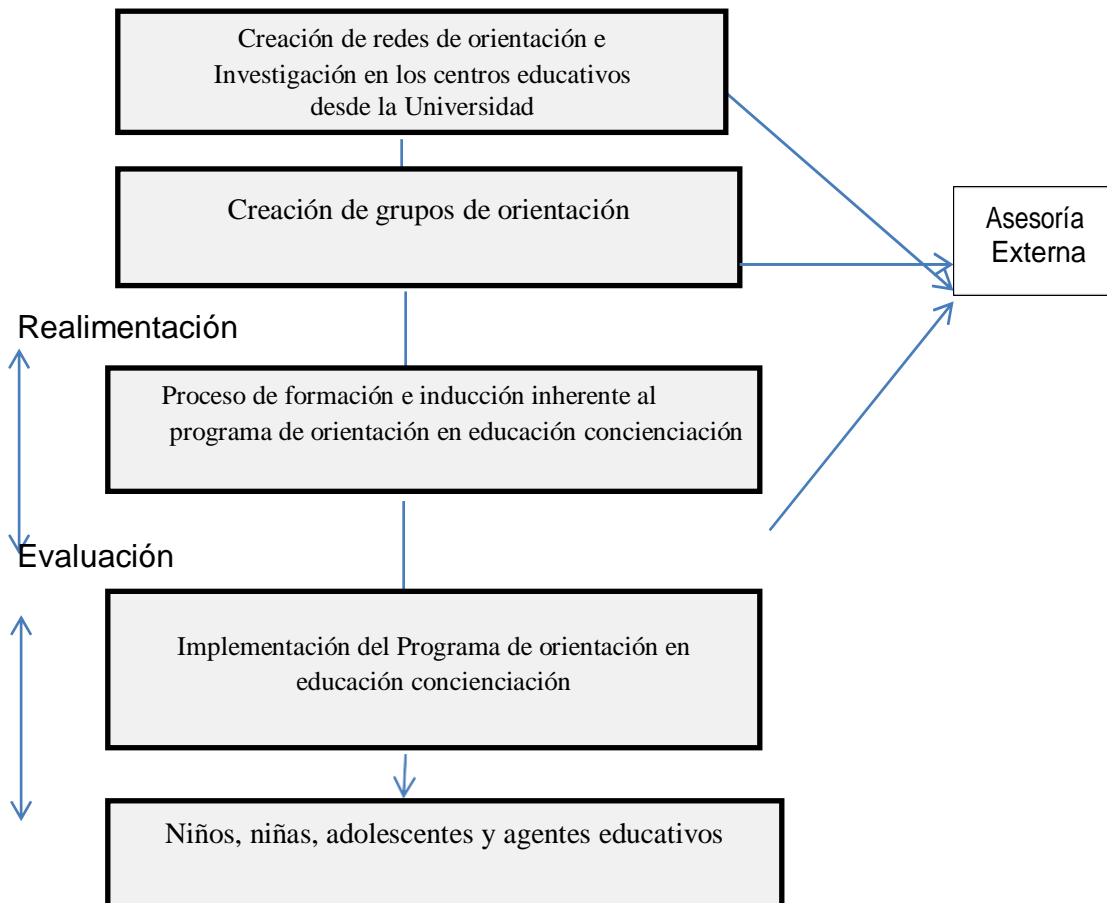 Creación de redes de orientación e
Investigación en los centros educativos
desde la Universidad
Creación de grupos de orientación
Asesoría
Externa
Realimentación
Proceso de formación e inducción inherente al
programa de orientación en educación concienciación
Evaluación
Implementación del Programa de orientación en
educación concienciación
Niños, niñas, adolescentes y agentes educativos